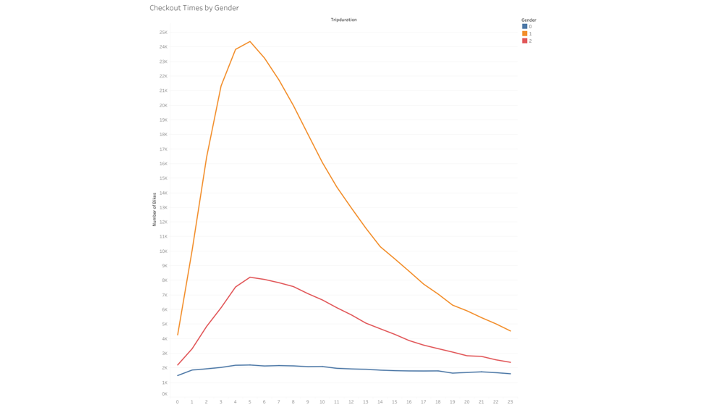 Checkout Times by Gender
Tripduration
Gender
0
1
2
Number of Bikes
25K
24K
23K
22K
21K
20K
19K
18K
17K
16K
15K
14K
13K
12K
11K
10K
9K
8K
7K
6K
5K
4K
3K
2K
1K
0K
0 1 2 3 4 5 6 7 8 9 10 11 12 13 14 15 16 17 18 19 20 21 22 23